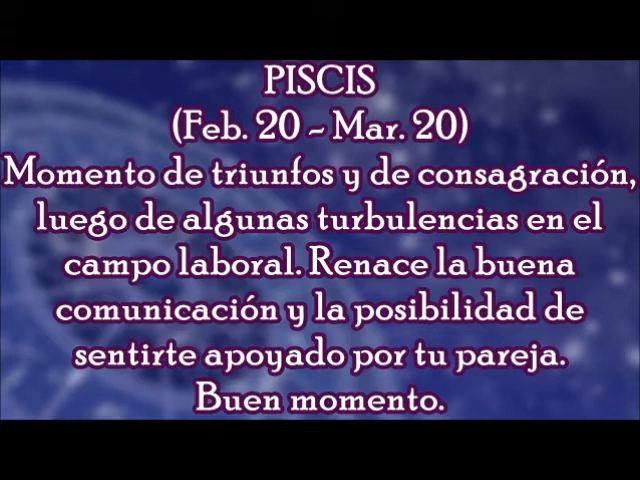 PISCIS
(Feb. 20 - Mar. 20)
Momento de triunfos y de consagración,
luego de algunas turbulencias en el
campo laboral. Renace la buena
comunicación y la posibilidad de
sentirte apoyado por tu pareja.
Buen momento.